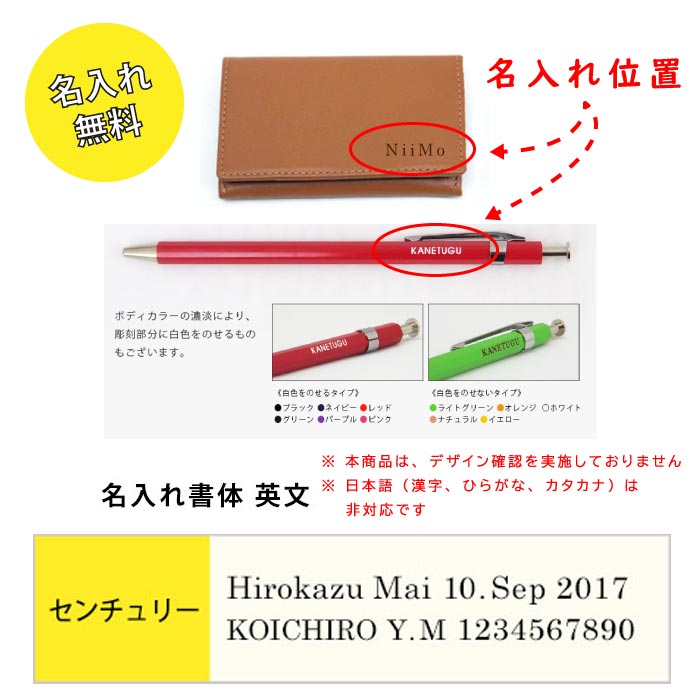 名入れ
無料
名入れ位置
NiiMo
KANETUGU
ボディカラーの濃淡により、
彫刻部分に白色をのせるもの
もございます。
KANETUGU
KANETUGU
《白色をのせるタイプ》
●ブラック ●ネイビー ●レッド
●グリーン ●パープル ●ピンク
《白色をのせないタイプ》
●ライトグリーン ●オレンジ ○ホワイト
●ナチュラル ●イエロー
※ 本商品は、デザイン確認を実施しておりません
※ 日本語（漢字、ひらがな、カタカナ）は
非対応です
名入れ書体 英文
センチュリー
Hirokazu Mai 10.Sep 2017
KOICHIRO Y.M 1234567890